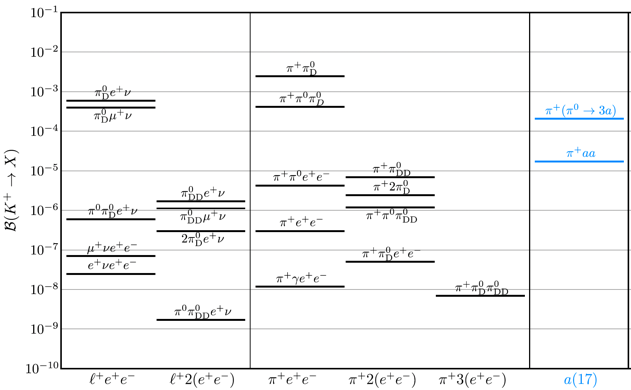 10⁻¹
10⁻²
10⁻³
10⁻⁴
10⁻⁵
10⁻⁶
10⁻⁷
10⁻⁸
10⁻⁹
10⁻¹⁰
B(K⁺ → X)
π⁰_D e⁺ν
π⁰_D μ⁺ν
π⁰π⁰_D e⁺ν
μ⁺νe⁺e⁻
e⁺νe⁺e⁻
π⁰_DD e⁺ν
π⁰_DD μ⁺ν
2π⁰_D e⁺ν
π⁰π⁰_DD e⁺ν
π⁺π⁰_D
π⁺π⁰π⁰_D
π⁺π⁰e⁺e⁻
π⁺e⁺e⁻
π⁺γe⁺e⁻
π⁺π⁰_DD
π⁺2π⁰_D
π⁺π⁰π⁰_DD
π⁺π⁰_D e⁺e⁻
π⁺π⁰_D π⁰_DD
π⁺(π⁰ → 3a)
π⁺aa
ℓ⁺e⁺e⁻ ℓ⁺2(e⁺e⁻) π⁺e⁺e⁻ π⁺2(e⁺e⁻) π⁺3(e⁺e⁻) a(17)